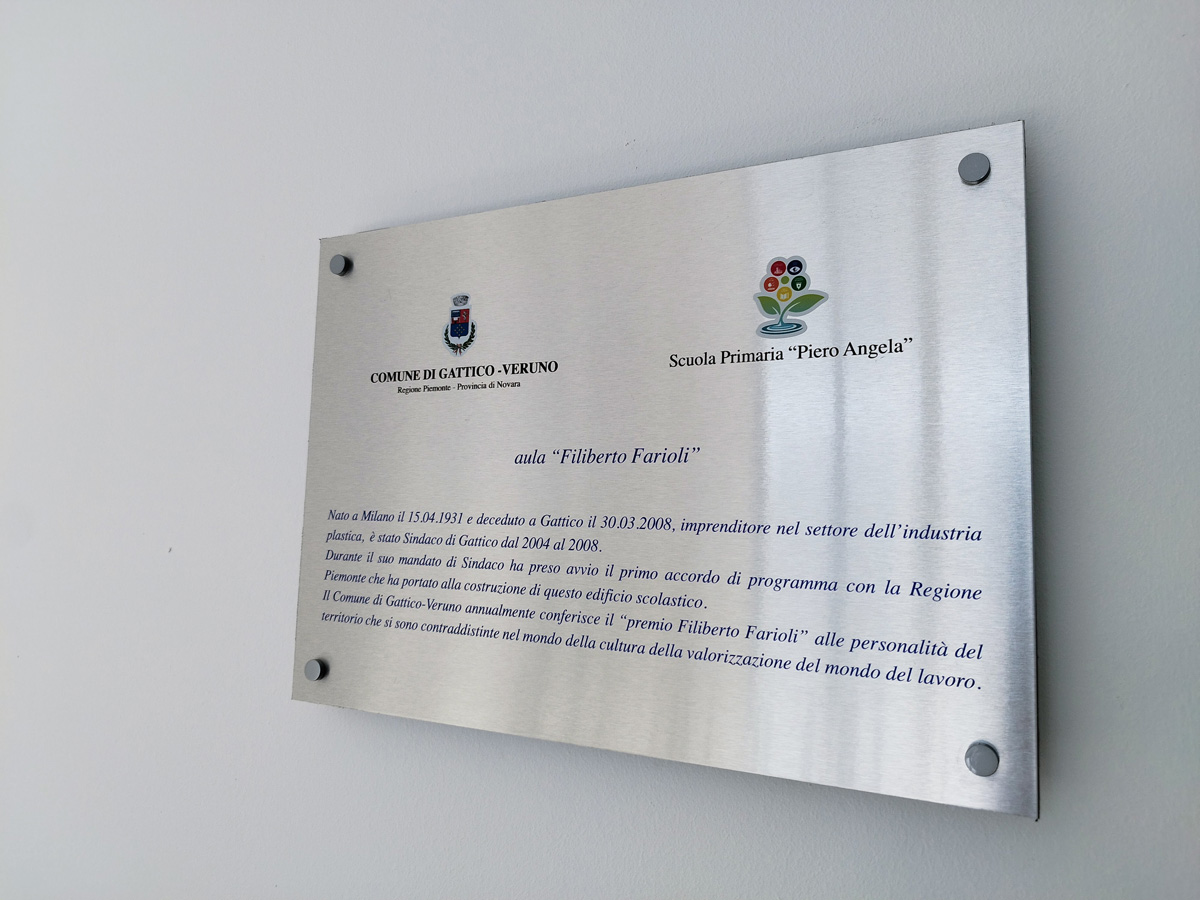 COMUNE DI GATTICO -VERUNO
Regione Piemonte - Provincia di Novara
Scuola Primaria “Piero Angela”
aula “Filiberto Farioli”
Nato a Milano il 15.04.1931 e deceduto a Gattico il 30.03.2008, imprenditore nel settore dell’industria
plastica, è stato Sindaco di Gattico dal 2004 al 2008.
Durante il suo mandato di Sindaco ha preso avvio il primo accordo di programma con la Regione
Piemonte che ha portato alla costruzione di questo edificio scolastico.
Il Comune di Gattico-Veruno annualmente conferisce il “premio Filiberto Farioli” alle personalità del
territorio che si sono contraddistinte nel mondo della cultura della valorizzazione del mondo del lavoro.